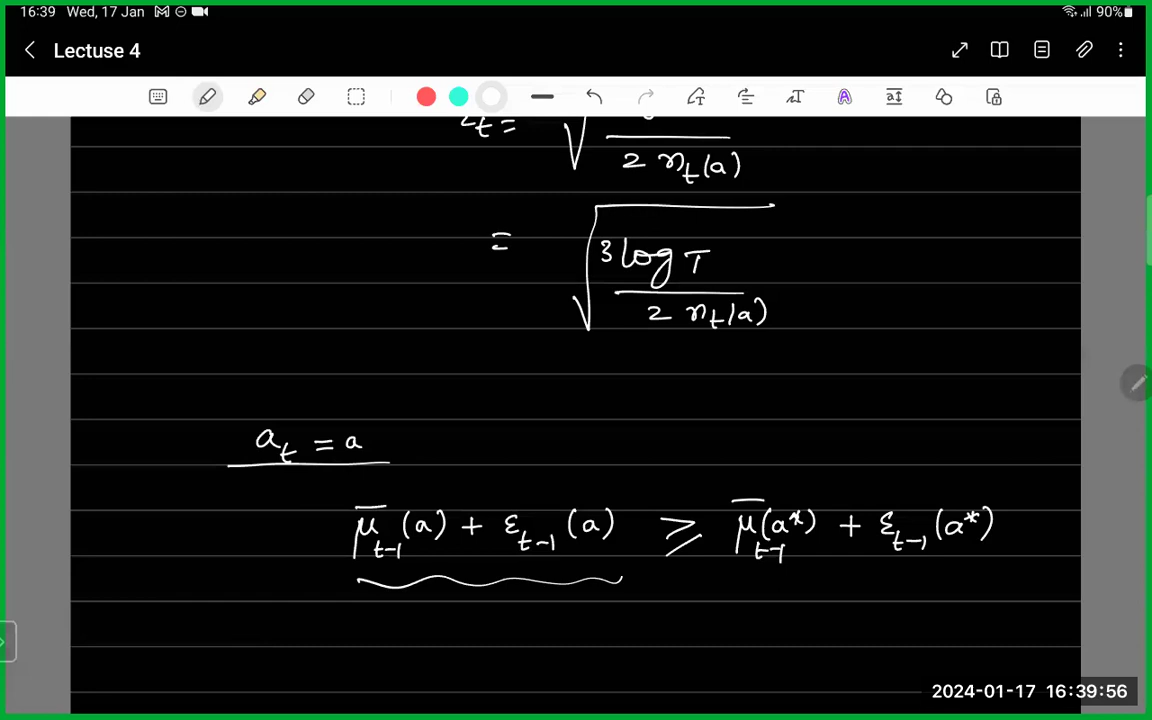 16:39 Wed, 17 Jan 90%
Lectuse 4
εt =
2 nt(a)
= √ 3 log T
2 nt(a)
at = a
μ̅t-1 (a) + εt-1 (a) ≥ μ̅t-1 (a*) + εt-1 (a*)
2024-01-17 16:39:56